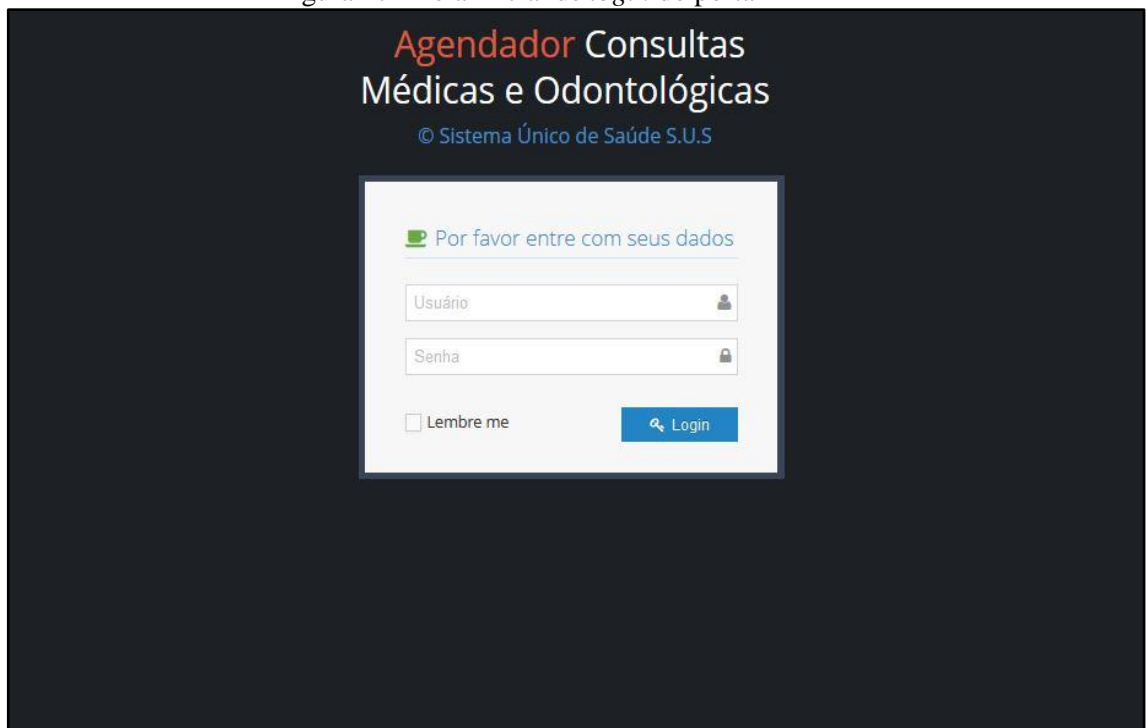 Agendador Consultas
Médicas e Odontológicas
© Sistema Único de Saúde S.U.S
Por favor entre com seus dados
Usuário
Senha
Lembre me
Login